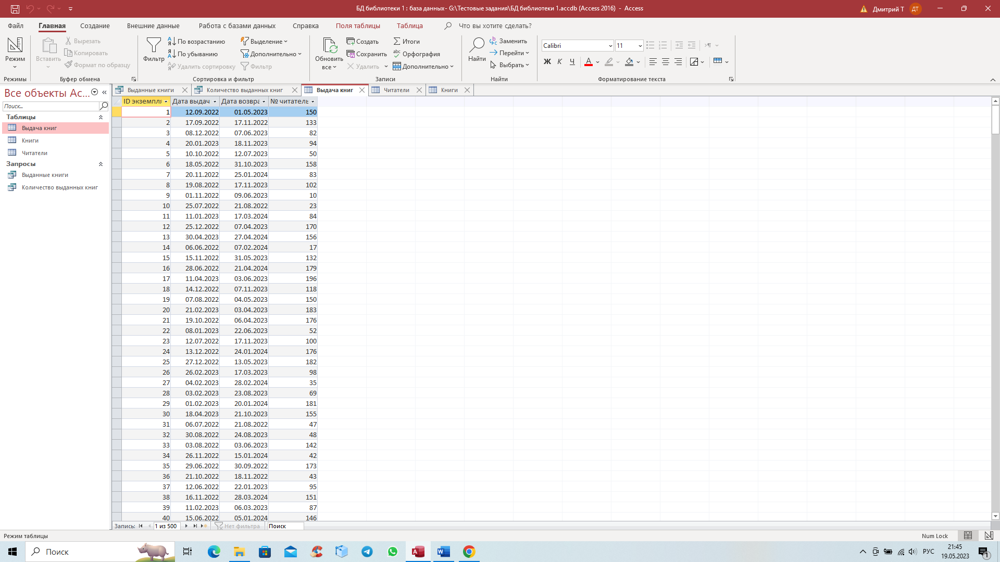 БД библиотеки 1 : база данных- G:\Тестовые задания\БД библиотеки 1.accdb (Access 2016) - Access
Дмитрий Т
ДТ
Файл Главная Создание Внешние данные Работа с базами данных Справка Поля таблицы Таблица Что вы хотите сделать?
Режим
Режимы
Вставить
Вырезать
Копировать
Формат по образцу
Буфер обмена
Фильтр
По возрастанию
По убыванию
Удалить сортировку
Выделение
Дополнительно
Фильтр
Сортировка и фильтр
Обновить
все
Создать
Сохранить
Удалить
Итоги
Орфография
Дополнительно
Записи
Найти
Заменить
Перейти
Выбрать
Найти
Calibri 11
Ж К Ч А
Форматирование текста
Все объекты Ac...
Поиск...
Таблицы
Выдача книг
Книги
Читатели
Запросы
Выданные книги
Количество выданных книг
Выданные книги Количество выданных книг Выдача книг Читатели Книги
ID экземпля Дата выдач Дата возвра № читатель
1 12.09.2022 01.05.2023 150
2 17.09.2022 17.11.2022 133
3 08.12.2022 07.06.2023 82
4 20.01.2023 18.11.2023 94
5 10.10.2022 12.07.2023 50
6 18.05.2022 31.10.2023 158
7 20.11.2022 25.01.2024 83
8 19.08.2022 17.11.2023 102
9 01.11.2022 09.06.2023 10
10 25.07.2022 21.08.2022 23
11 11.01.2023 17.03.2024 84
12 25.12.2022 07.04.2023 170
13 30.04.2023 27.04.2024 156
14 06.06.2022 07.02.2024 17
15 15.11.2022 31.05.2023 132
16 28.06.2022 21.04.2024 179
17 11.04.2023 03.06.2023 196
18 14.12.2022 07.11.2023 118
19 07.08.2022 04.05.2023 150
20 21.02.2023 03.04.2023 183
21 19.10.2022 06.04.2023 176
22 08.01.2023 22.06.2023 52
23 12.07.2022 17.11.2023 100
24 13.12.2022 24.01.2024 176
25 27.12.2022 13.05.2023 182
26 26.02.2023 17.03.2023 98
27 04.02.2023 28.02.2024 35
28 03.02.2023 23.08.2023 69
29 01.02.2023 20.01.2024 181
30 18.04.2023 21.10.2023 155
31 06.07.2022 21.08.2022 47
32 30.08.2022 24.08.2023 48
33 03.08.2022 03.06.2023 142
34 26.11.2022 15.01.2024 42
35 29.06.2022 30.09.2022 173
36 21.10.2022 18.11.2022 43
37 12.06.2022 22.01.2023 95
38 16.11.2022 28.03.2024 151
39 11.02.2023 06.03.2023 87
40 15.06.2022 05.01.2024 146
Запись: 1 из 500 Нет фильтра Поиск
Режим таблицы
Num Lock
Поиск
РУС
21:45
19.05.2023
1